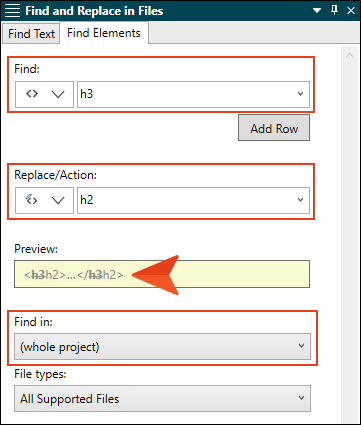 Find and Replace in Files
Find Text Find Elements
Find:
<> h3
Add Row
Replace/Action:
h2
Preview:
<h3h2>...</h3h2>
Find in:
(whole project)
File types:
All Supported Files